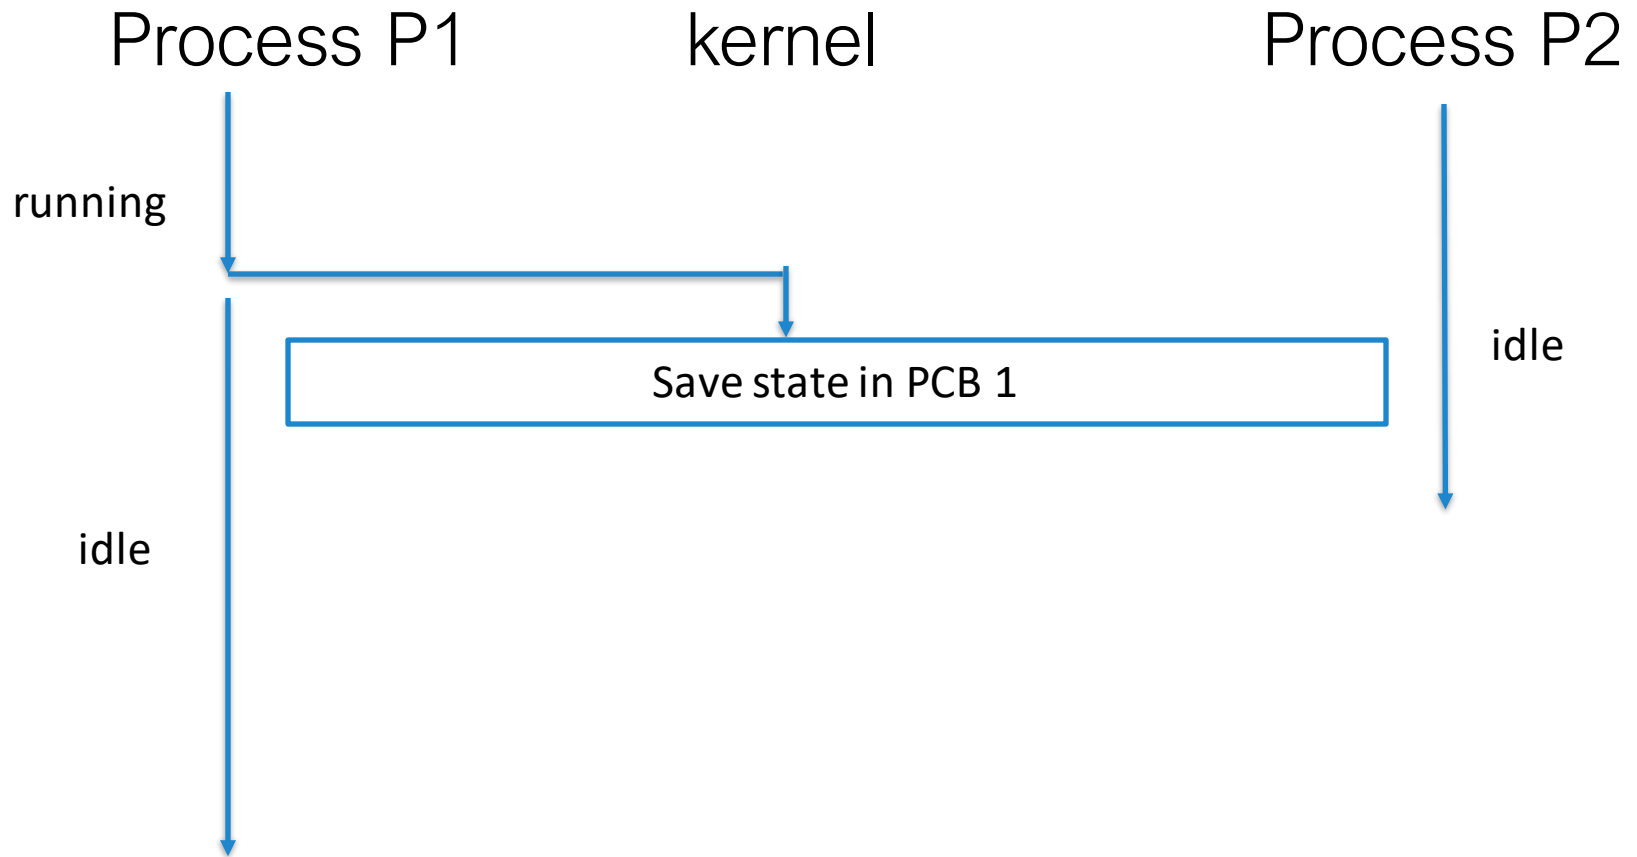 Process P1 kernel Process P2
running
idle
Save state in PCB 1
idle